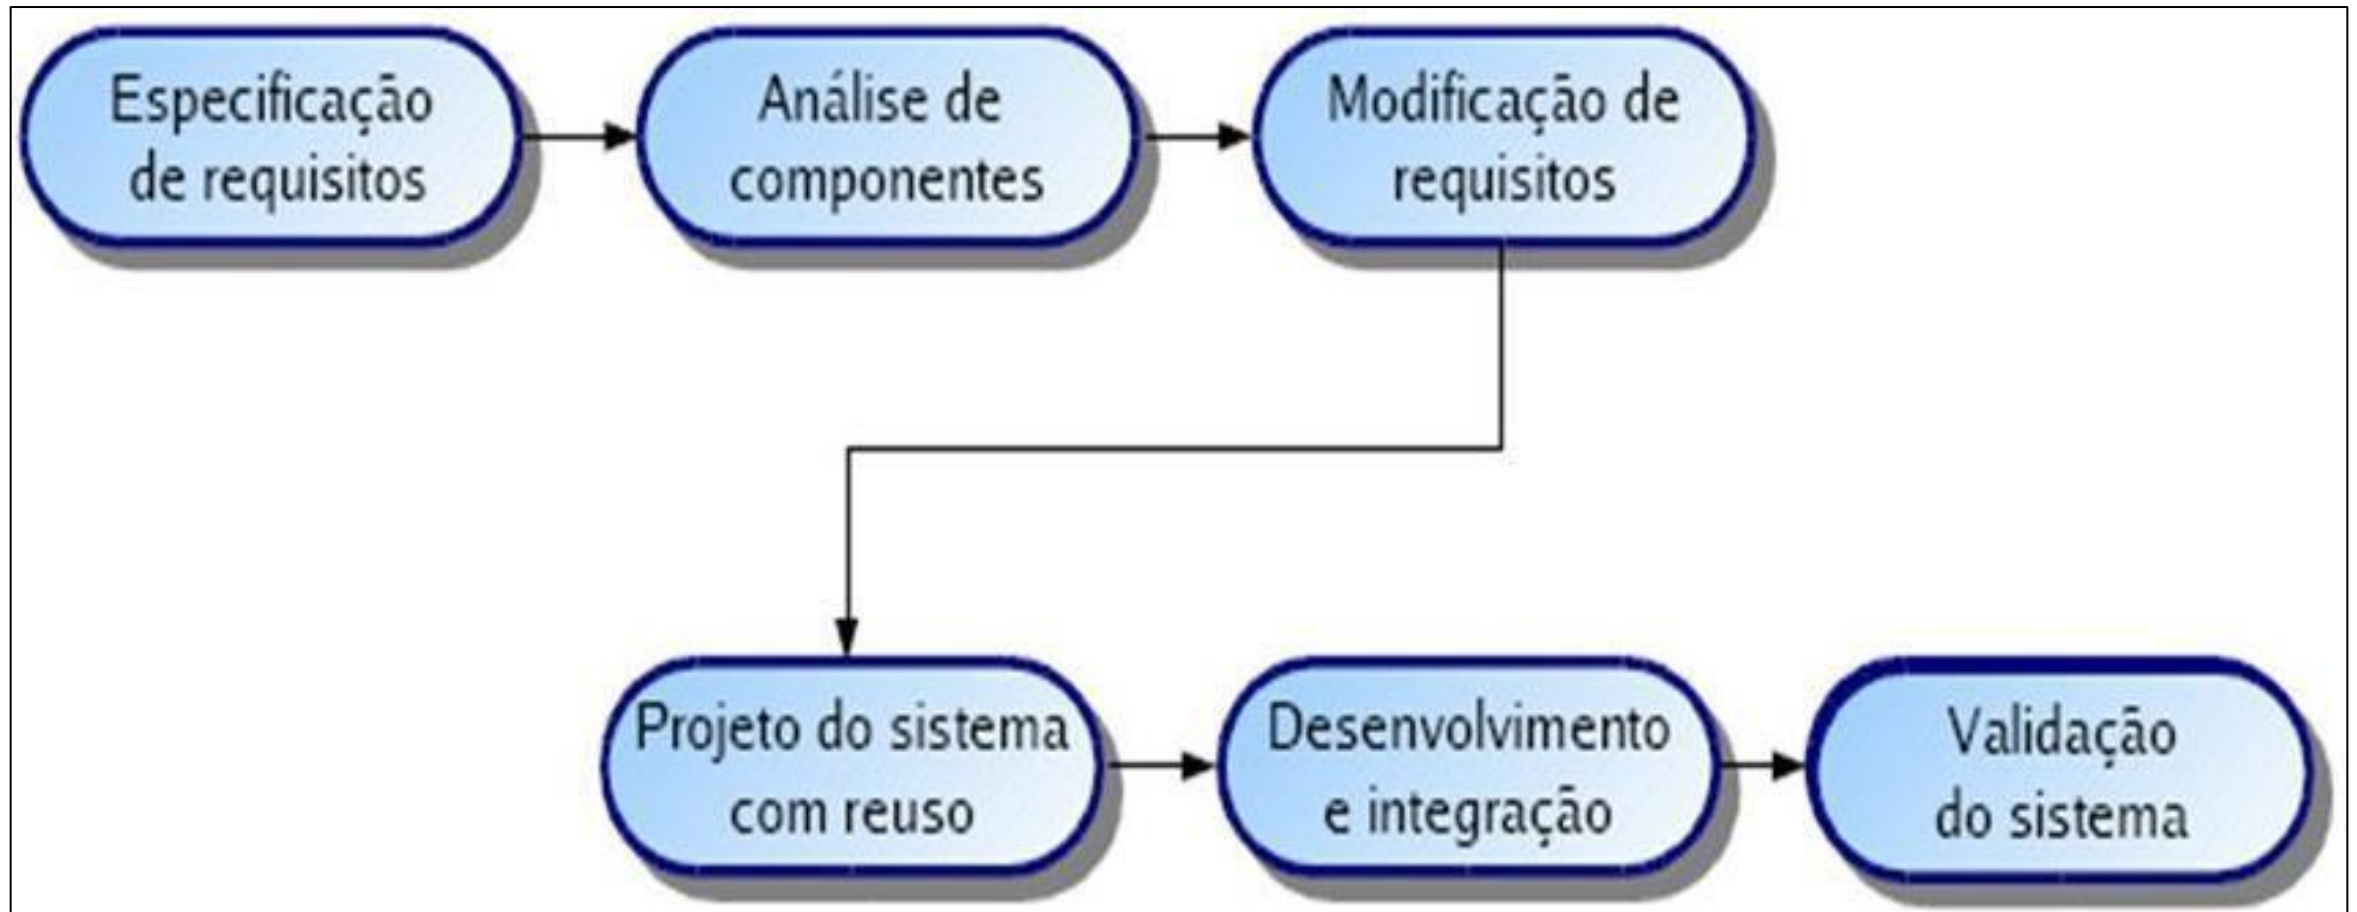 Especificação
de requisitos
Análise de
componentes
Modificação de
requisitos
Projeto do sistema
com reuso
Desenvolvimento
e integração
Validação
do sistema